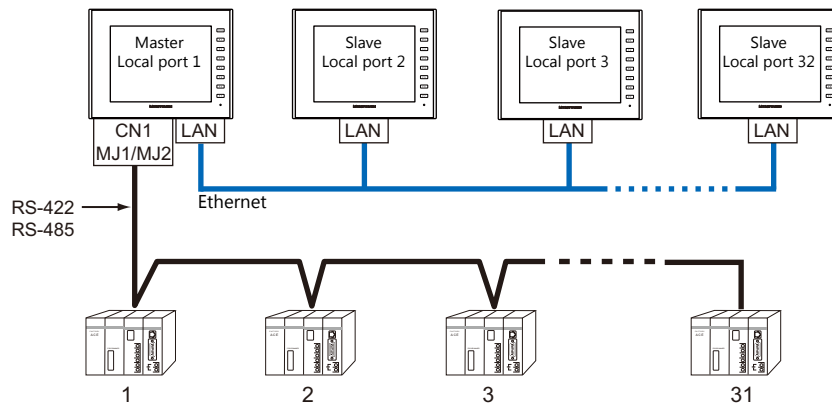 Master
Local port 1
Slave
Local port 2
Slave
Local port 3
Slave
Local port 32
CN1
MJ1/MJ2
LAN
LAN
LAN
LAN
Ethernet
RS-422
RS-485
1
2
3
31